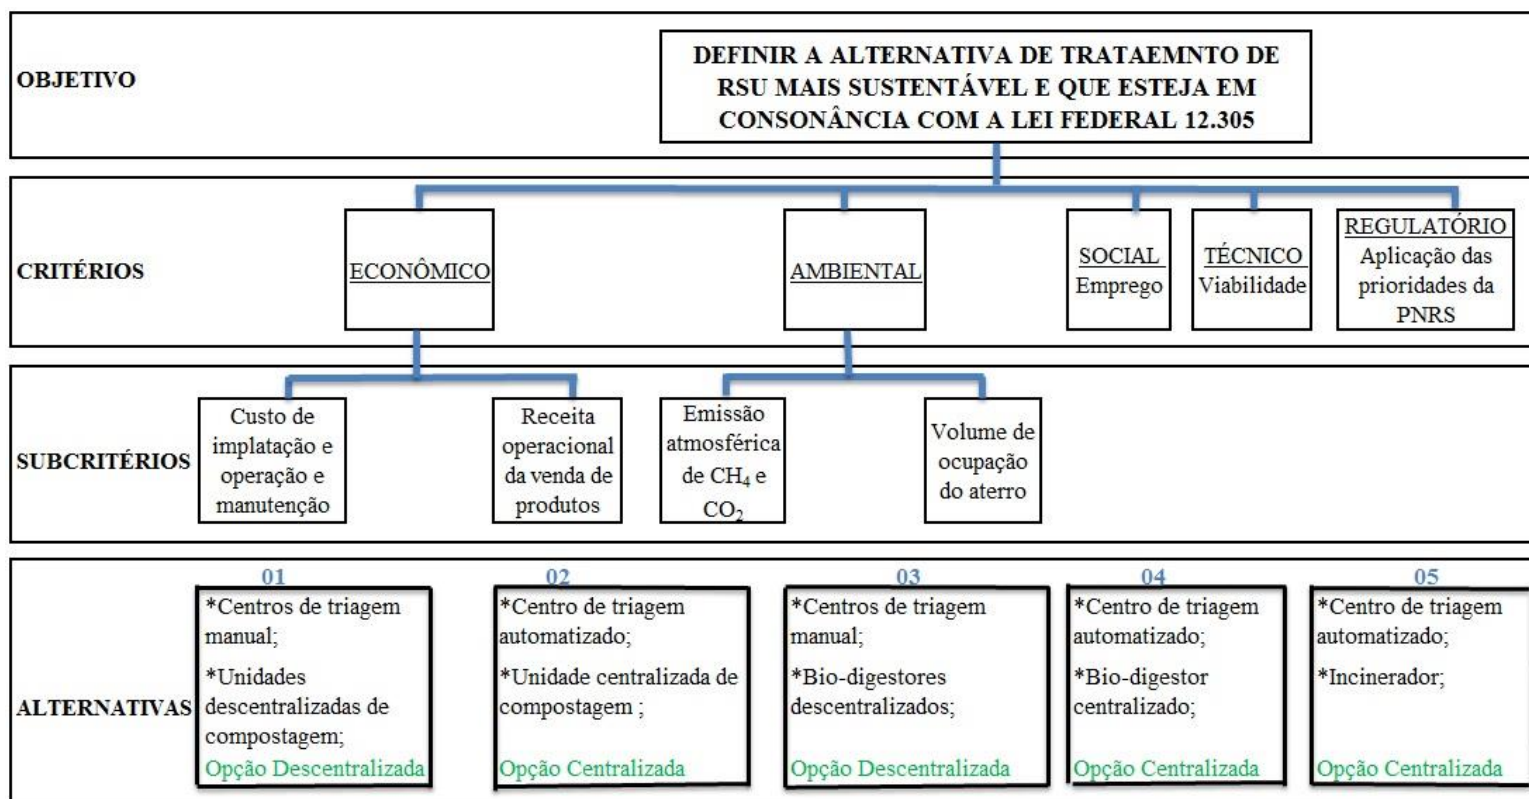 OBJETIVO
DEFINIR A ALTERNATIVA DE TRATAEMNTO DE
RSU MAIS SUSTENTÁVEL E QUE ESTEJA EM
CONSONÂNCIA COM A LEI FEDERAL 12.305
CRITÉRIOS
ECONÔMICO
AMBIENTAL
SOCIAL
Emprego
TÉCNICO
Viabilidade
REGULATÓRIO
Aplicação das
prioridades da
PNRS
SUBCRITÉRIOS
Custo de
implatação e
operação e
manutenção
Receita
operacional
da venda de
produtos
Emissão
atmosférica
de CH₄ e
CO₂
Volume de
ocupação
do aterro
ALTERNATIVAS
01
*Centros de triagem
manual;
*Unidades
descentralizadas de
compostagem;
Opção Descentralizada
02
*Centro de triagem
automatizado;
*Unidade centralizada de
compostagem ;
Opção Centralizada
03
*Centros de triagem
manual;
*Bio-digestores
descentralizados;
Opção Descentralizada
04
*Centro de triagem
automatizado;
*Bio-digestor
centralizado;
Opção Centralizada
05
*Centro de triagem
automatizado;
*Incinerador;
Opção Centralizada